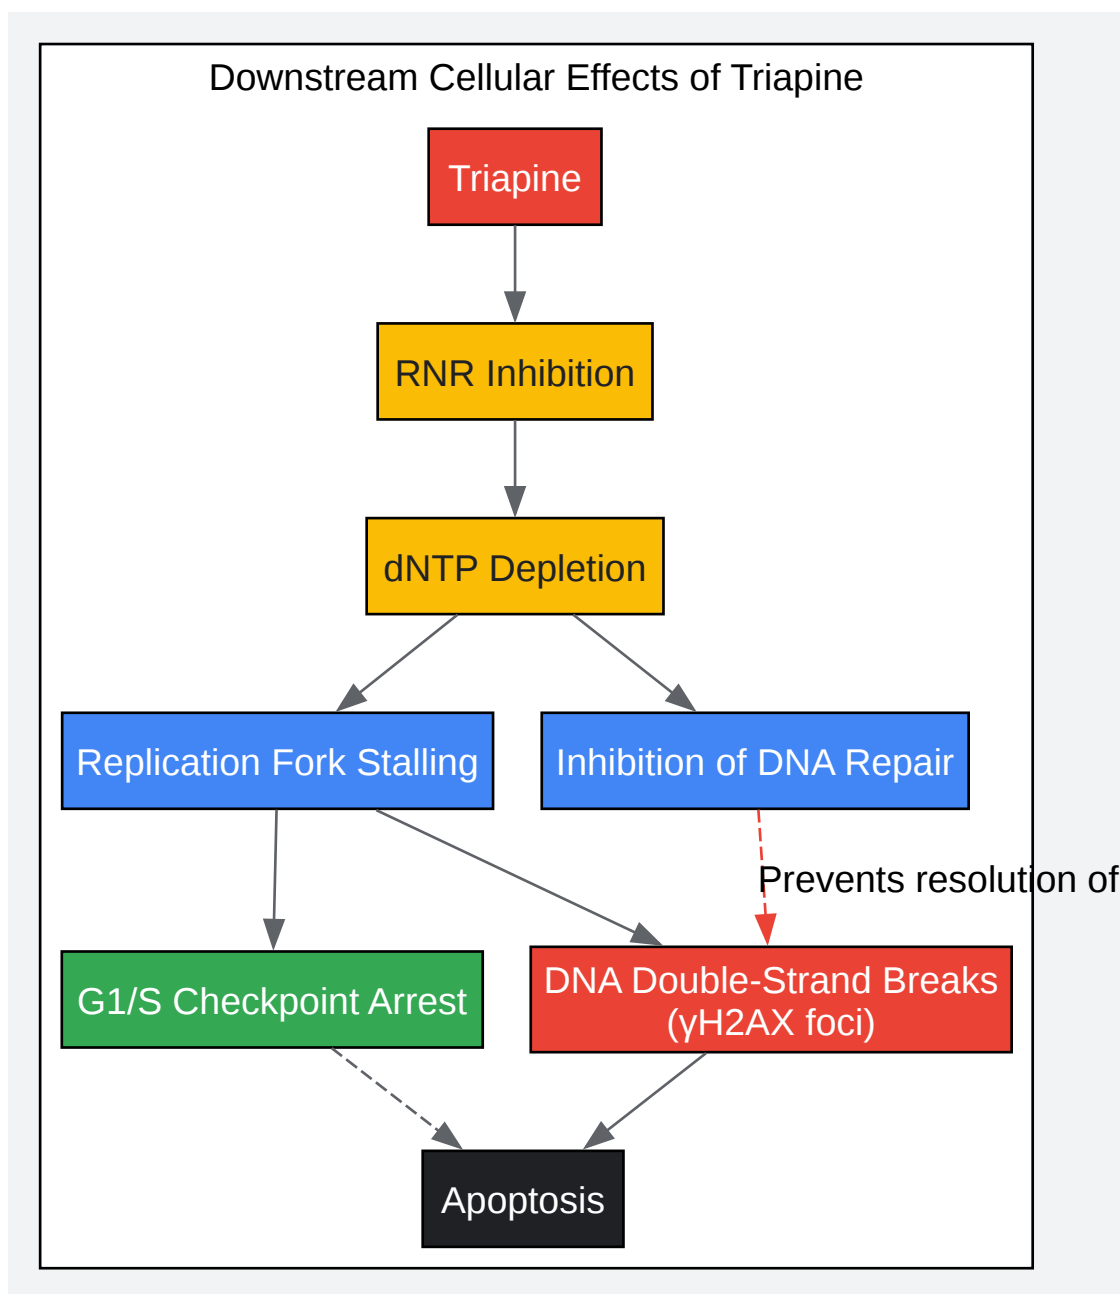 Downstream Cellular Effects of Triapine
Triapine
RNR Inhibition
dNTP Depletion
Replication Fork Stalling
Inhibition of DNA Repair
Prevents resolution of
G1/S Checkpoint Arrest
DNA Double-Strand Breaks
(γH2AX foci)
Apoptosis